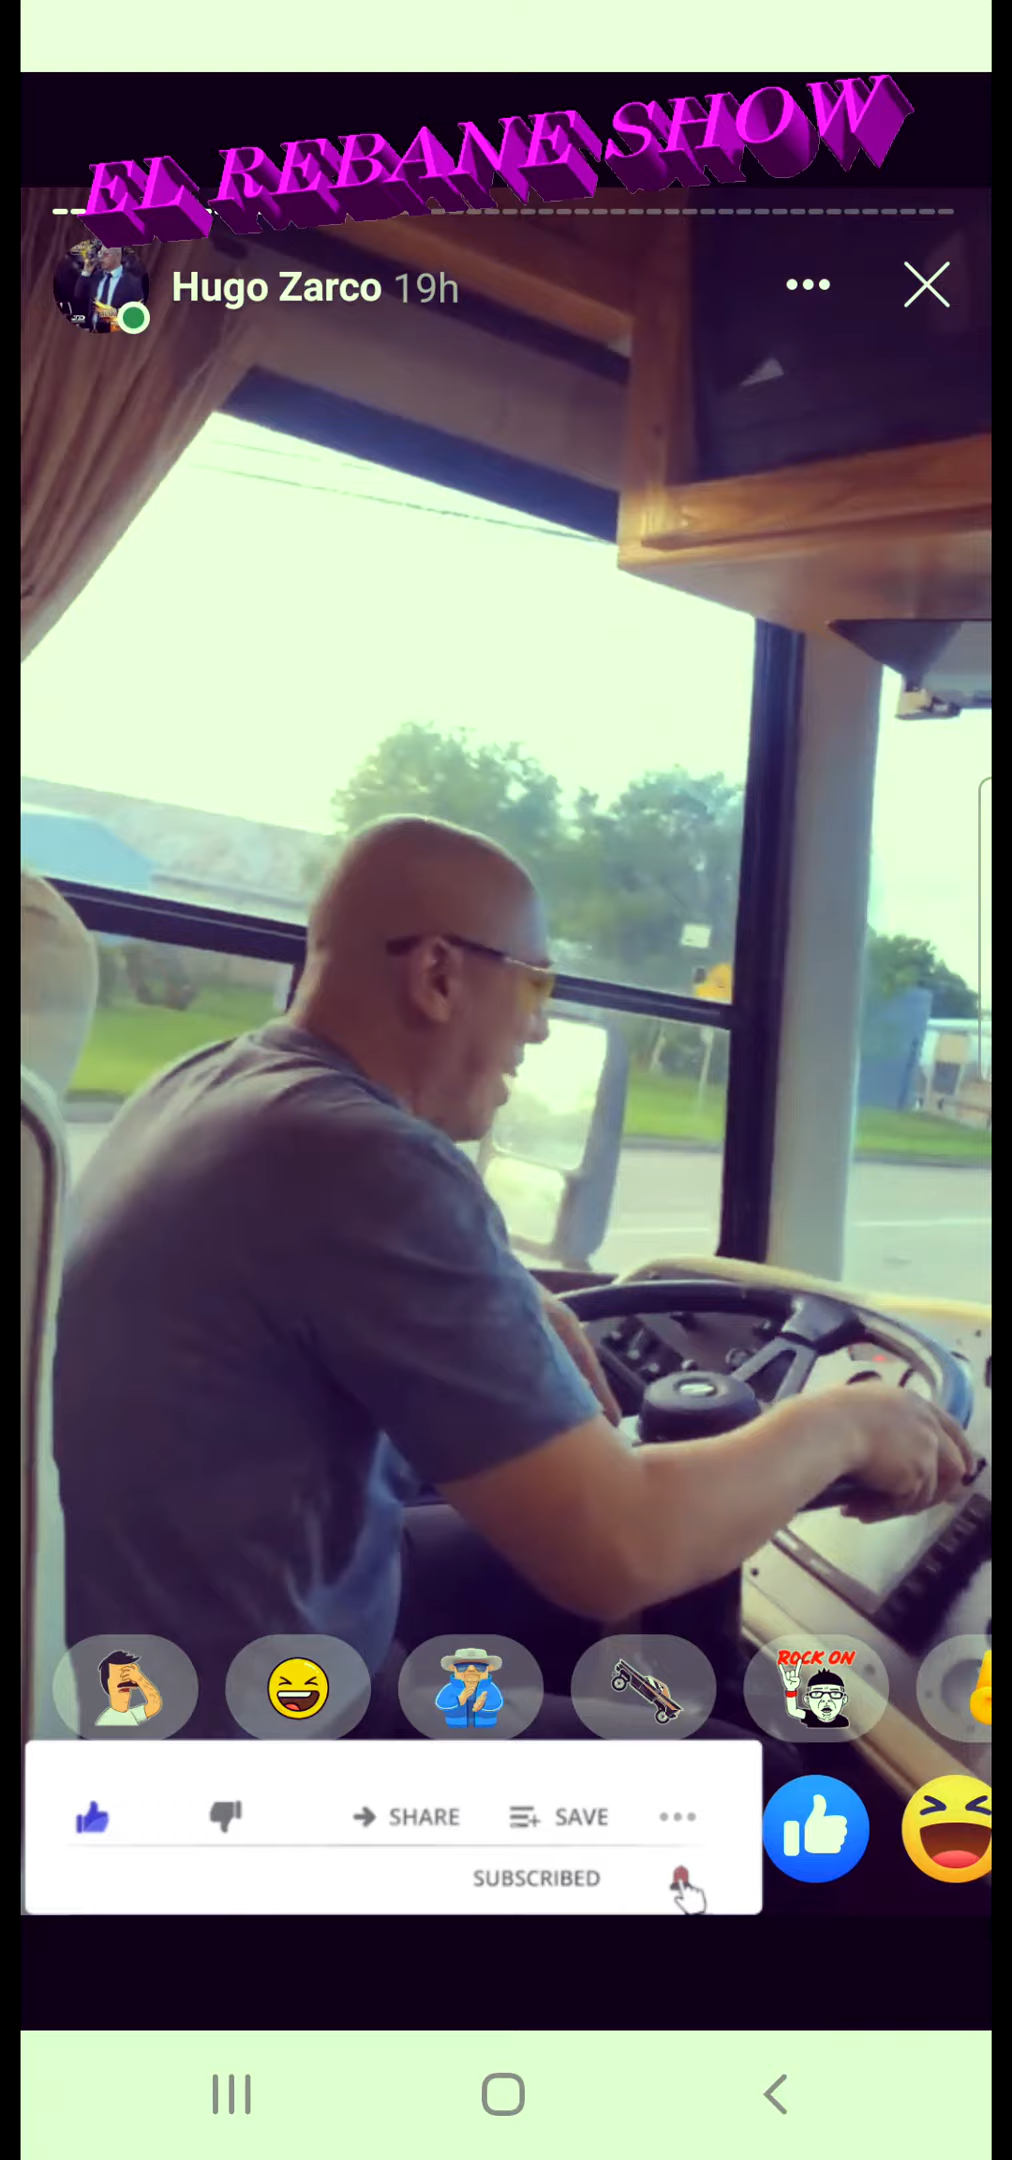 EL REBANE SHOW
Hugo Zarco 19h
ROCK ON
SHARE SAVE
SUBSCRIBED